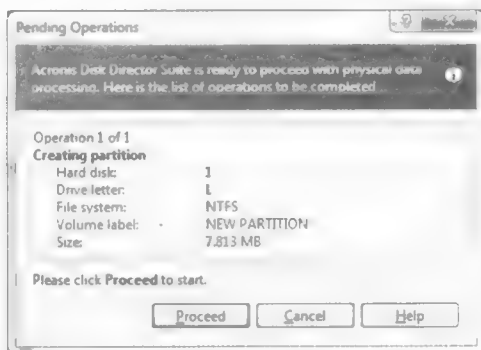 Pending Operations
Acronis Disk Director Suite is ready to proceed with physical data
processing. Here is the list of operations to be completed
Operation 1 of 1
Creating partition
Hard disk: 1
Drive letter: L
File system: NTFS
Volume label: NEW PARTITION
Size: 7.813 MB
Please click Proceed to start.
Proceed Cancel Help